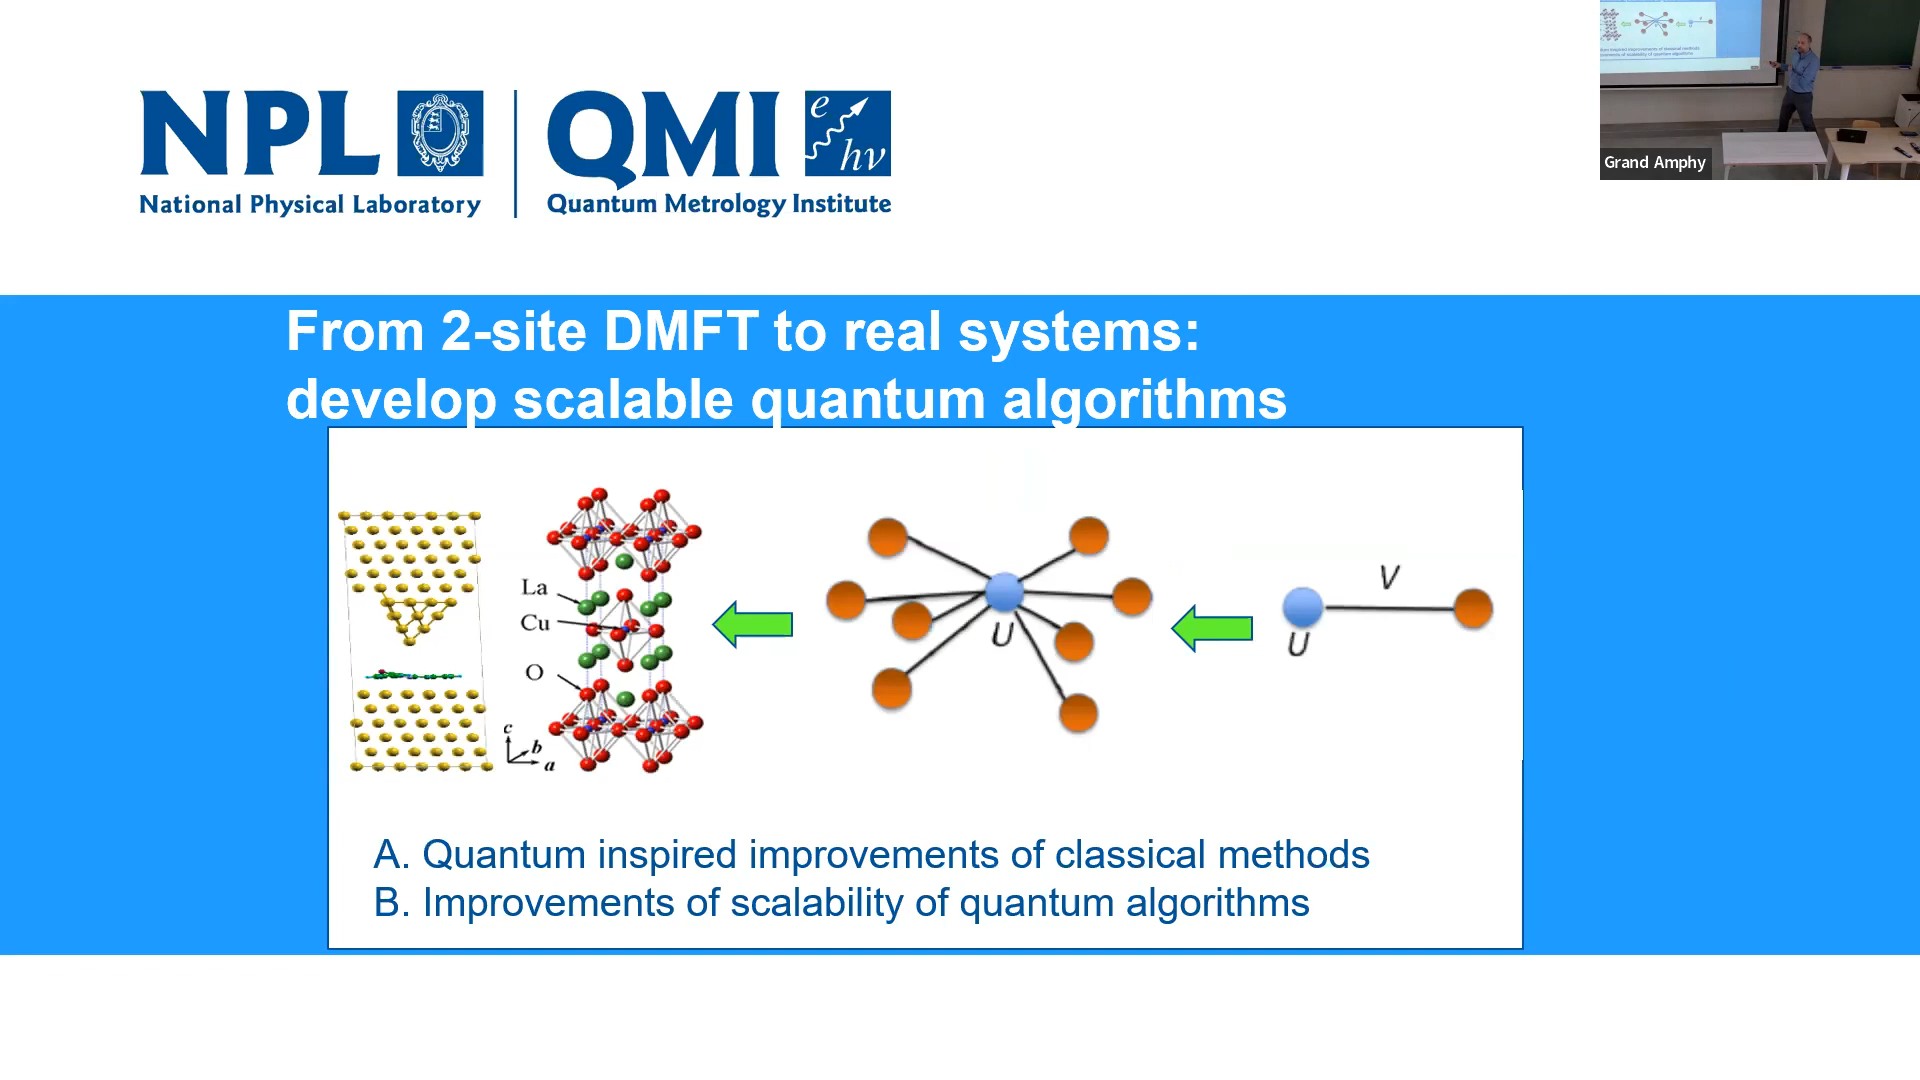 NPL
National Physical Laboratory
QMI
e
hν
Quantum Metrology Institute
Grand Amphy
From 2-site DMFT to real systems:
develop scalable quantum algorithms
La
Cu
O
c
b
a
U
V
U
A. Quantum inspired improvements of classical methods
B. Improvements of scalability of quantum algorithms